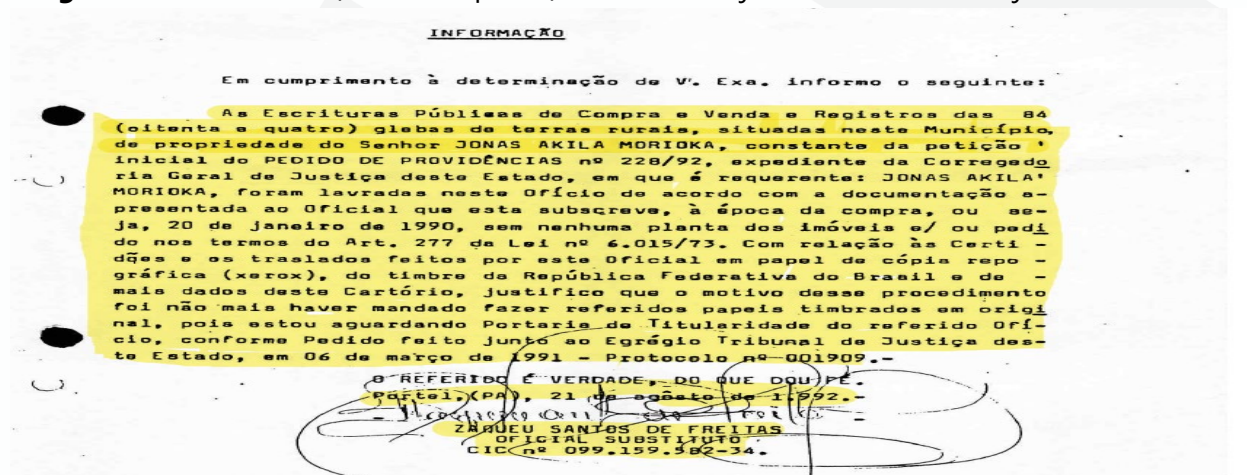 INFORMAÇÃO
Em cumprimento à determinação de Vª. Exa. informo o seguinte:
As Escrituras Públicas de Compra e Venda e Registros das 84
(oitenta e quatro) glebas de terras rurais, situadas neste Município,
de propriedade do Senhor JONAS AKILA MORIOKA, constante da petição '
inicial do PEDIDO DE PROVIDÊNCIAS nº 228/92, expediente da Corregedo
ria Geral de Justiça deste Estado, em que é requerente: JONAS AKILA'
MORIOKA, foram lavradas neste Ofício de acordo com a documentação a-
presentada ao Oficial que esta subscreve, à época da compra, ou se-
ja, 20 de janeiro de 1990, sem nenhuma planta dos imóveis e/ ou pedi
do nos termos do Art. 277 da Lei nº 6.015/73. Com relação às Certi -
dões e os traslados feitos por este Oficial em papel de cópia repo -
gráfica (xerox), do timbre da República Federativa do Brasil e de -
mais dados deste Cartório, justifico que o motivo desse procedimento
foi não mais haver mandado fazer referidos papeis timbrados em origi
nal, pois estou aguardando Portaria de Titularidade do referido Ofí-
cio, conforme Pedido feito junto ao Egrégio Tribunal de Justiça des-
te Estado, em 06 de março de 1991 - Protocolo nº 001909.-
O REFERIDO É VERDADE, DO QUE DOU FÉ.
Portel,(PA), 21 de agôsto de 1.992.-
ZAQUEU SANTOS DE FREITAS
OFICIAL SUBSTITUTO
CIC nº 099.159.582-34.